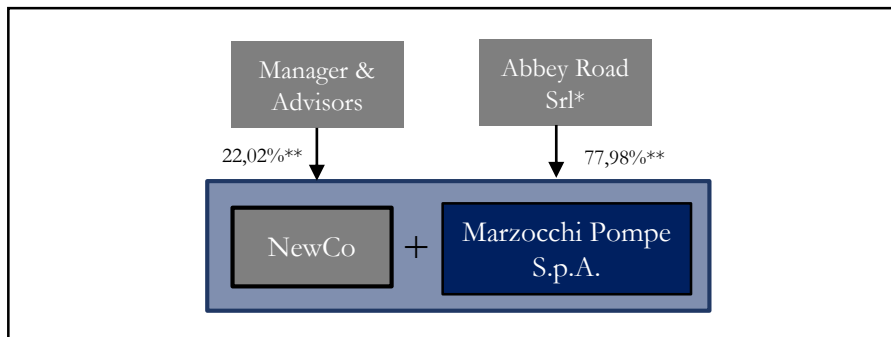 Manager &
Advisors
Abbey Road
Srl*
22,02%**
77,98%**
NewCo
+
Marzocchi Pompe
S.p.A.